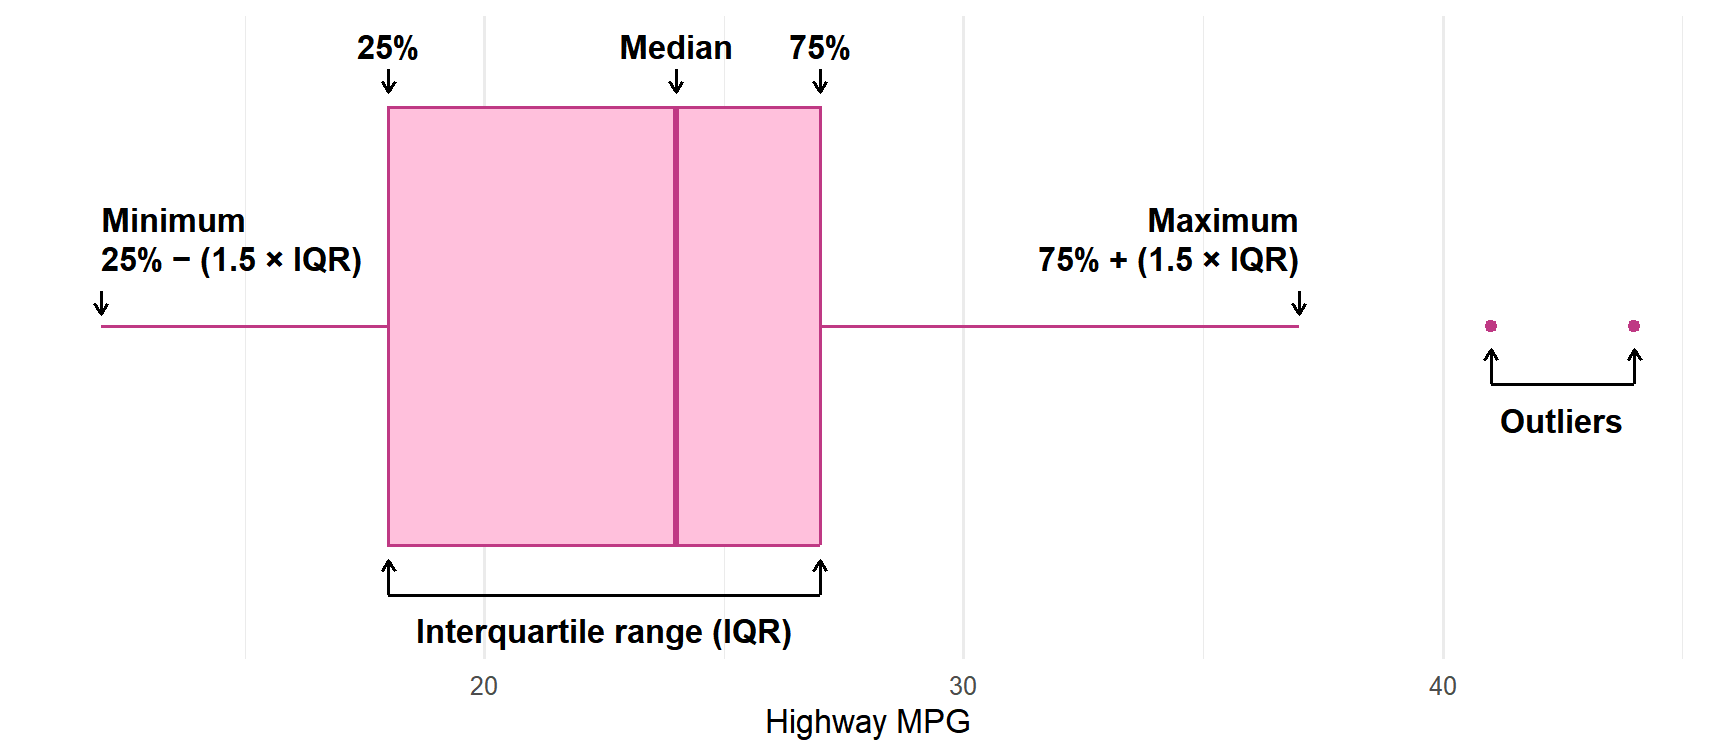 25%
Median
75%
Minimum
25% − (1.5 × IQR)
Maximum
75% + (1.5 × IQR)
Outliers
Interquartile range (IQR)
20
30
40
Highway MPG